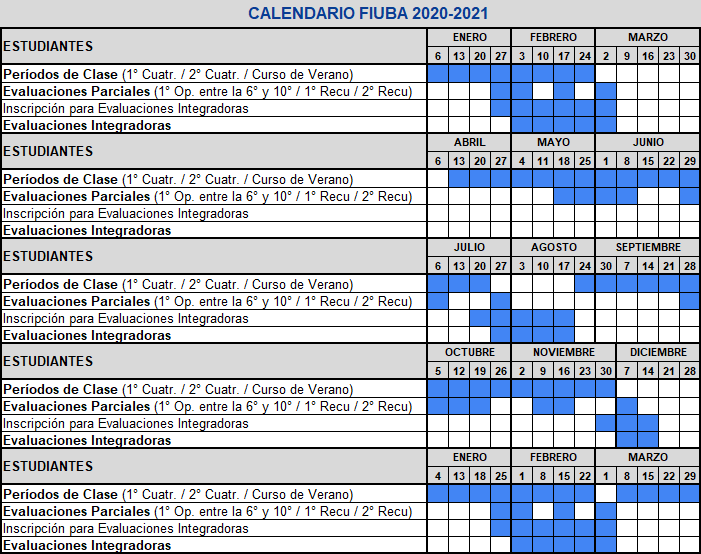 CALENDARIO FIUBA 2020-2021
ESTUDIANTES ENERO FEBRERO MARZO
6 13 20 27 3 10 17 24 2 9 16 23 30
Períodos de Clase (1° Cuatr. / 2° Cuatr. / Curso de Verano)
Evaluaciones Parciales (1° Op. entre la 6° y 10° / 1° Recu / 2° Recu)
Inscripción para Evaluaciones Integradoras
Evaluaciones Integradoras
ESTUDIANTES ABRIL MAYO JUNIO
6 13 20 27 4 11 18 25 1 8 15 22 29
Períodos de Clase (1° Cuatr. / 2° Cuatr. / Curso de Verano)
Evaluaciones Parciales (1° Op. entre la 6° y 10° / 1° Recu / 2° Recu)
Inscripción para Evaluaciones Integradoras
Evaluaciones Integradoras
ESTUDIANTES JULIO AGOSTO SEPTIEMBRE
6 13 20 27 3 10 17 24 30 7 14 21 28
Períodos de Clase (1° Cuatr. / 2° Cuatr. / Curso de Verano)
Evaluaciones Parciales (1° Op. entre la 6° y 10° / 1° Recu / 2° Recu)
Inscripción para Evaluaciones Integradoras
Evaluaciones Integradoras
ESTUDIANTES OCTUBRE NOVIEMBRE DICIEMBRE
5 12 19 26 2 9 16 23 30 7 14 21 28
Períodos de Clase (1° Cuatr. / 2° Cuatr. / Curso de Verano)
Evaluaciones Parciales (1° Op. entre la 6° y 10° / 1° Recu / 2° Recu)
Inscripción para Evaluaciones Integradoras
Evaluaciones Integradoras
ESTUDIANTES ENERO FEBRERO MARZO
4 13 18 25 1 8 15 22 1 8 15 22 29
Períodos de Clase (1° Cuatr. / 2° Cuatr. / Curso de Verano)
Evaluaciones Parciales (1° Op. entre la 6° y 10° / 1° Recu / 2° Recu)
Inscripción para Evaluaciones Integradoras
Evaluaciones Integradoras